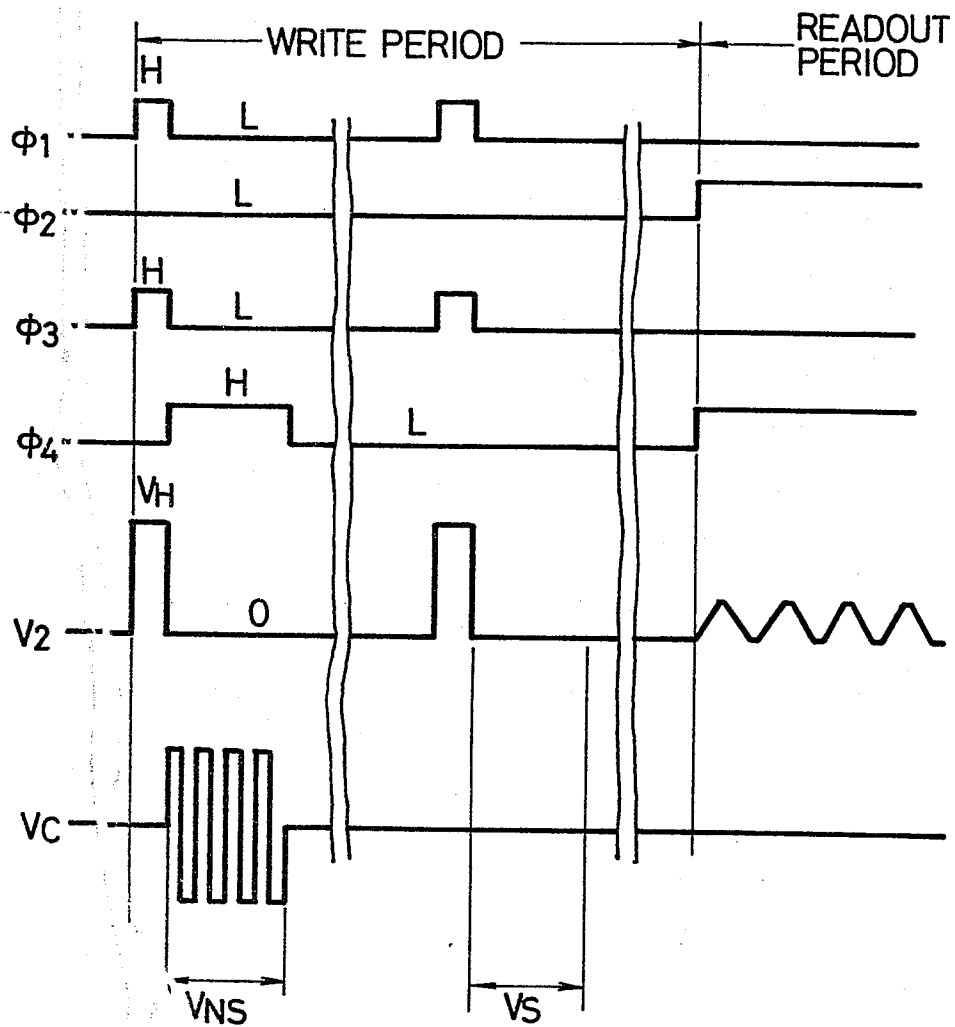 WRITE PERIOD
READOUT
PERIOD
H
L
Φ1
L
Φ2
H
L
Φ3
H
L
Φ4
VH
0
V2
VC
VNS
VS